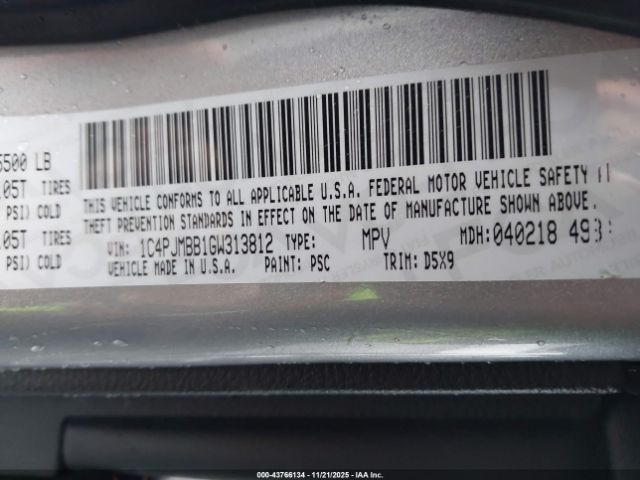 5500 LB
.05T TIRES
PSI) COLD
.05T TIRES
PSI) COLD
THIS VEHICLE CONFORMS TO ALL APPLICABLE U.S.A. FEDERAL MOTOR VEHICLE SAFETY
THEFT PREVENTION STANDARDS IN EFFECT ON THE DATE OF MANUFACTURE SHOWN ABOVE.
VIN: 1C4PJMBB1GW313812 TYPE: MPV MDH: 040218 493
VEHICLE MADE IN U.S.A. PAINT: PSC TRIM: D5X9
000-43766134 | 11/21/2025 | IAA Inc.